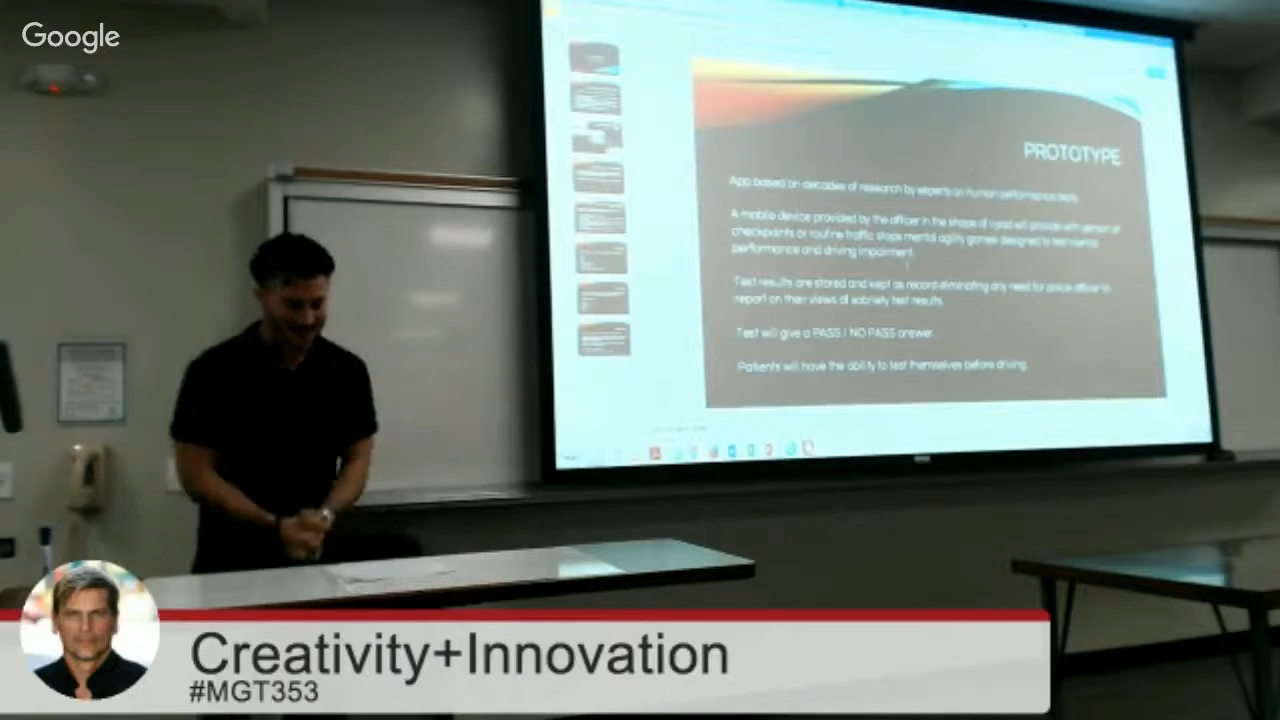 Google
PROTOTYPE
App based on decades of research by experts on human performance tests
A mobile device provided by the officer in the shape of will provide with person at
checkpoints or routine traffic stops mental agility games designed to test mental
performance and driving impairment.
Test results are stored and kept as record eliminating any need for police officer to
report on their views of sobriety test results.
Test will give a PASS / NO PASS answer.
Patients will have the ability to test themselves before driving.
Creativity+Innovation
#MGT353